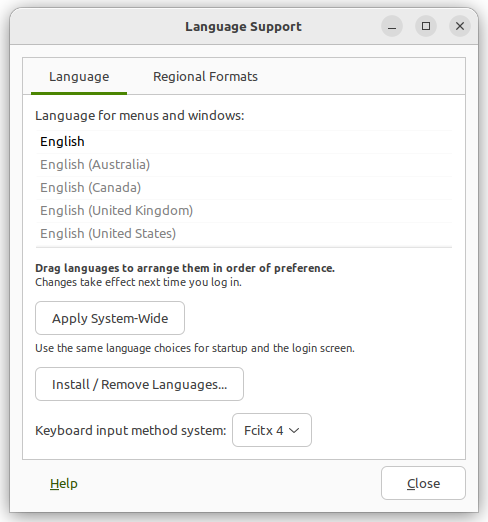 Language Support
Language Regional Formats
Language for menus and windows:
English
English (Australia)
English (Canada)
English (United Kingdom)
English (United States)
Drag languages to arrange them in order of preference.
Changes take effect next time you log in.
Apply System-Wide
Use the same language choices for startup and the login screen.
Install / Remove Languages...
Keyboard input method system: Fcitx 4
Help Close